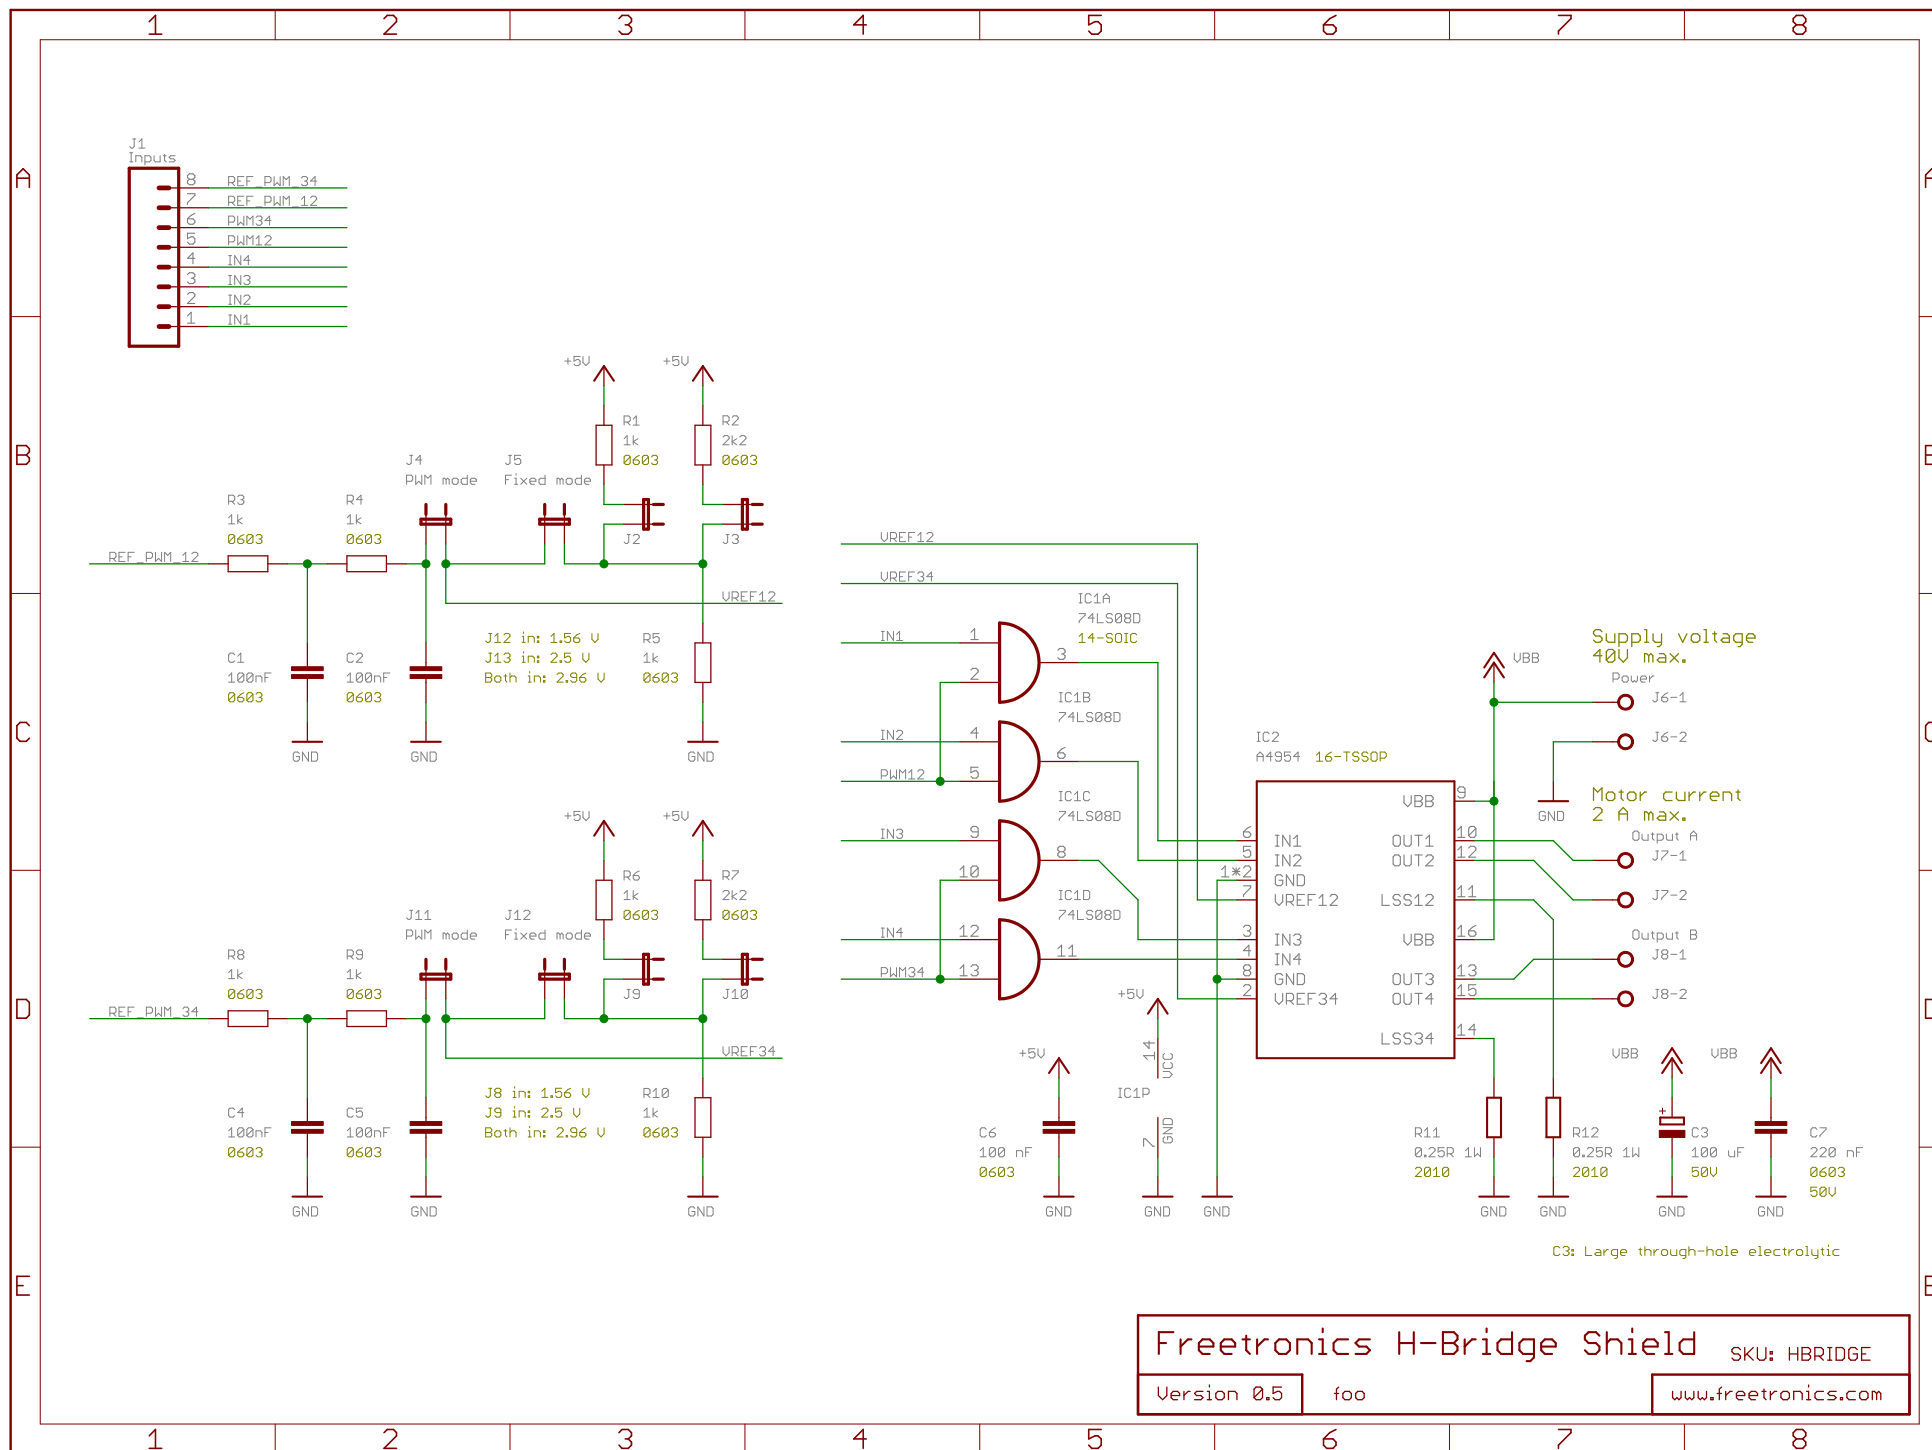 1 2 3 4 5 6 7 8
A
J1
Inputs
8 REF_PWM_34
7 REF_PWM_12
6 PWM34
5 PWM12
4 IN4
3 IN3
2 IN2
1 IN1
B
+5V
+5V
R1
1k
0603
R2
2k2
0603
J4
PWM mode
J5
Fixed mode
R3
1k
0603
R4
1k
0603
J2
J3
REF_PWM_12
VREF12
J12 in: 1.56 V
J13 in: 2.5 V
Both in: 2.96 V
R5
1k
0603
C1
100nF
0603
C2
100nF
0603
GND
GND
GND
C
VREF12
VREF34
IC1A
74LS08D
14-SOIC
IN1
1
2
3
IC1B
74LS08D
IN2
4
PWM12
5
6
IC1C
74LS08D
IN3
9
10
8
IC1D
74LS08D
IN4
12
PWM34
13
11
IC2
A4954 16-TSSOP
6 IN1
5 IN2
1*2 GND
7 VREF12
3 IN3
4 IN4
8 GND
2 VREF34
VBB 9
OUT1 10
OUT2 12
LSS12 11
VBB 16
OUT3 13
OUT4 15
LSS34 14
VBB
Supply voltage
40V max.
Power
J6-1
J6-2
GND
Motor current
2 A max.
Output A
J7-1
J7-2
Output B
J8-1
J8-2
D
+5V
+5V
R6
1k
0603
R7
2k2
0603
J11
PWM mode
J12
Fixed mode
R8
1k
0603
R9
1k
0603
J9
J10
REF_PWM_34
VREF34
J8 in: 1.56 V
J9 in: 2.5 V
Both in: 2.96 V
R10
1k
0603
C4
100nF
0603
C5
100nF
0603
GND
GND
GND
+5V
C6
100 nF
0603
GND
+5V
14
VCC
IC1P
7
GND
GND
GND
R11
0.25R 1W
2010
GND
R12
0.25R 1W
2010
GND
VBB
+
C3
100 uF
50V
GND
VBB
C7
220 nF
0603
50V
GND
C3: Large through-hole electrolytic
E
Freetronics H-Bridge Shield SKU: HBRIDGE
Version 0.5 foo www.freetronics.com
1 2 3 4 5 6 7 8